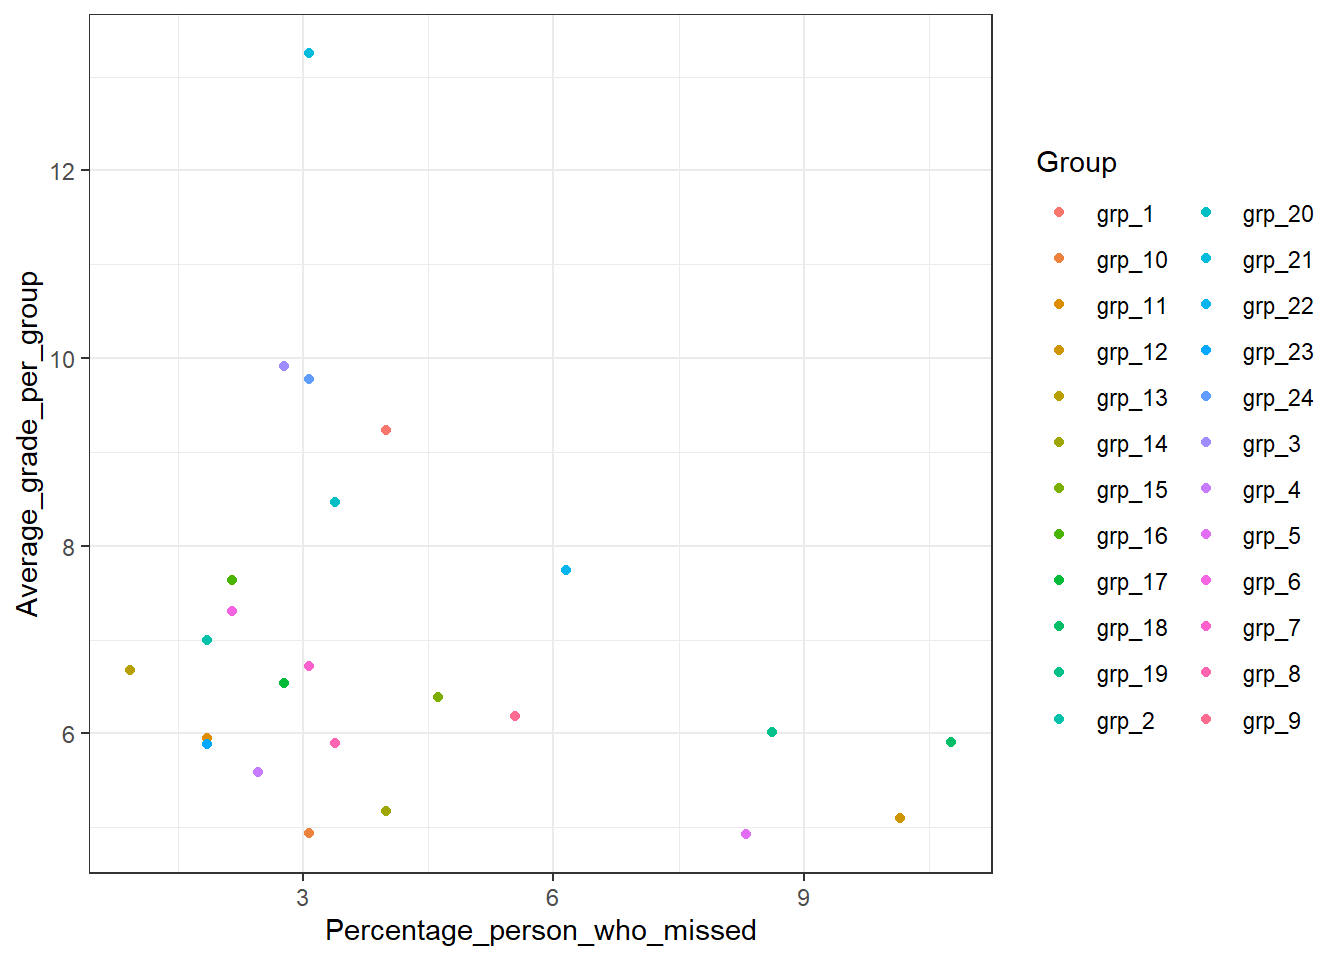 12
10
8
6
Average_grade_per_group
3
6
9
Percentage_person_who_missed
Group
grp_1
grp_10
grp_11
grp_12
grp_13
grp_14
grp_15
grp_16
grp_17
grp_18
grp_19
grp_2
grp_20
grp_21
grp_22
grp_23
grp_24
grp_3
grp_4
grp_5
grp_6
grp_7
grp_8
grp_9